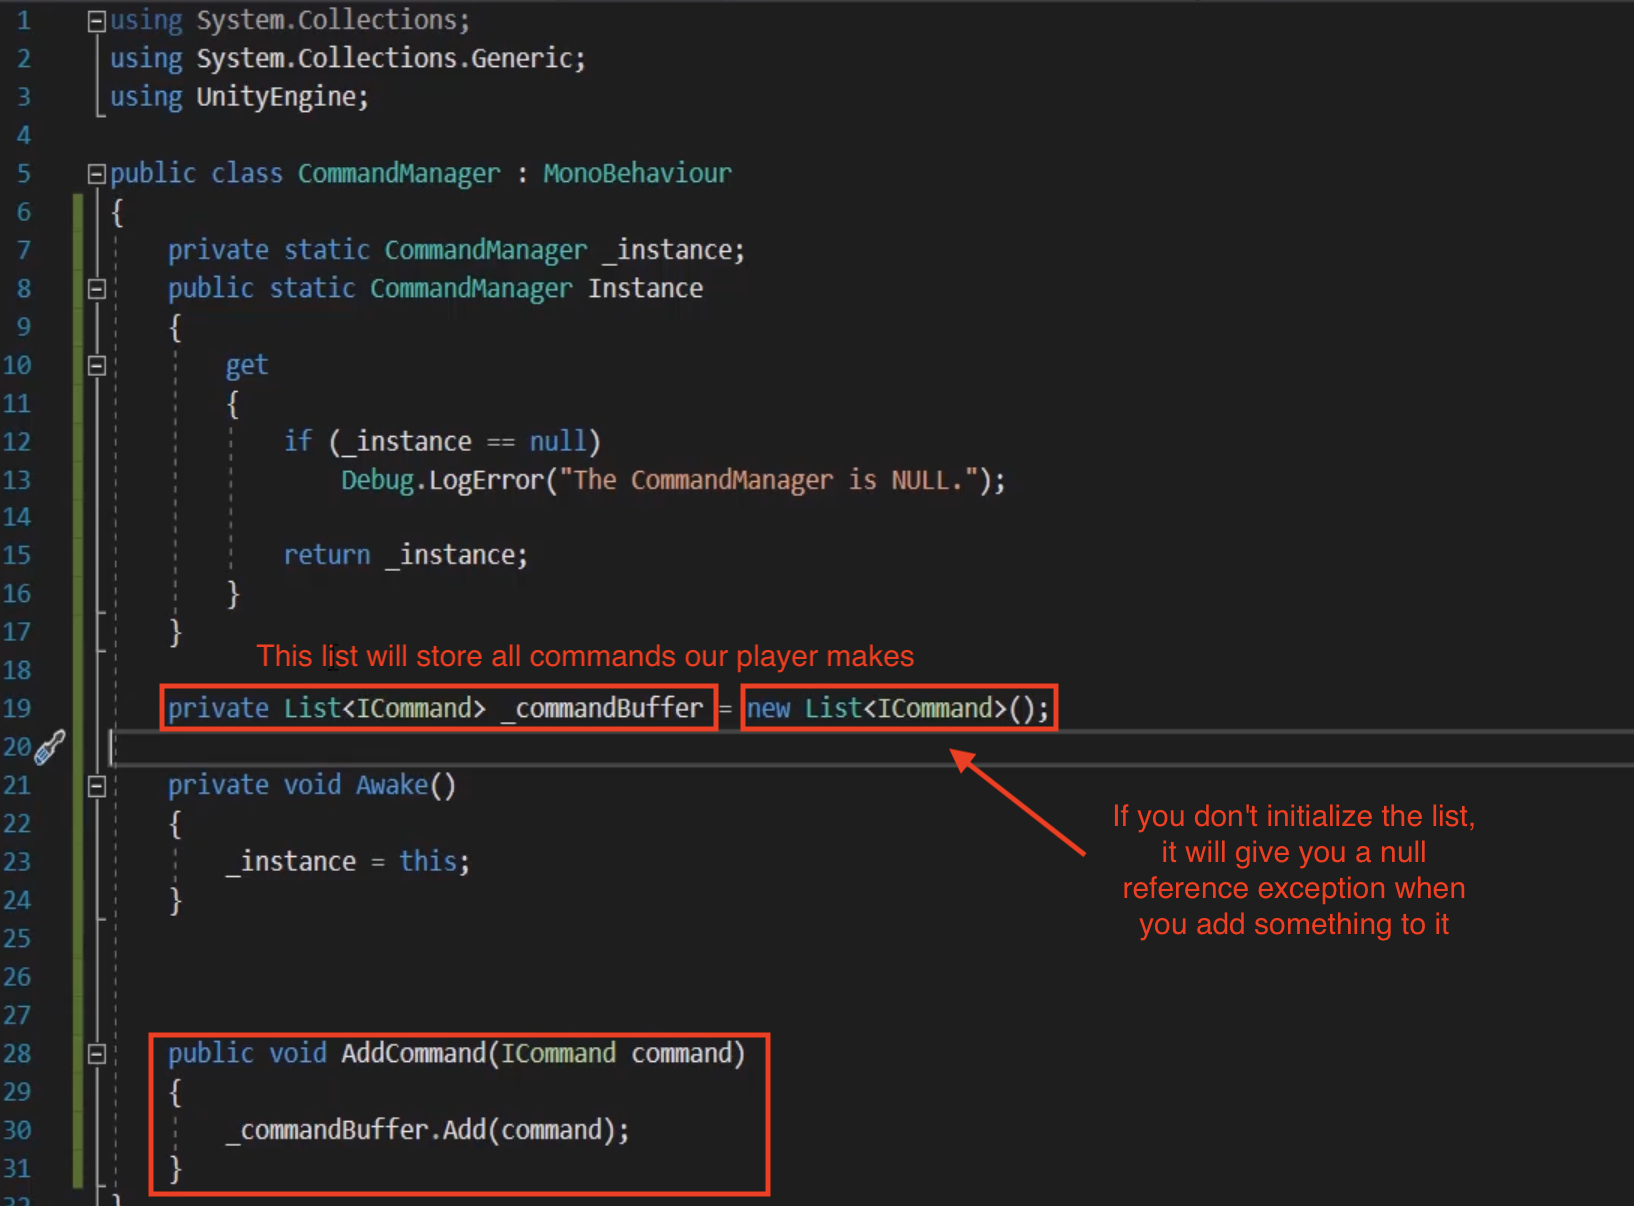 1 using System.Collections;
2 using System.Collections.Generic;
3 using UnityEngine;
4
5 public class CommandManager : MonoBehaviour
6 {
7 private static CommandManager _instance;
8 public static CommandManager Instance
9 {
10 get
11 {
12 if (_instance == null)
13 Debug.LogError("The CommandManager is NULL.");
14
15 return _instance;
16 }
17 }
This list will store all commands our player makes
18
19 private List<ICommand> _commandBuffer = new List<ICommand>();
20
21 private void Awake()
22 {
23 _instance = this;
24 }
If you don't initialize the list,
it will give you a null
reference exception when
you add something to it
25
26
27
28 public void AddCommand(ICommand command)
29 {
30 _commandBuffer.Add(command);
31 }
32 }